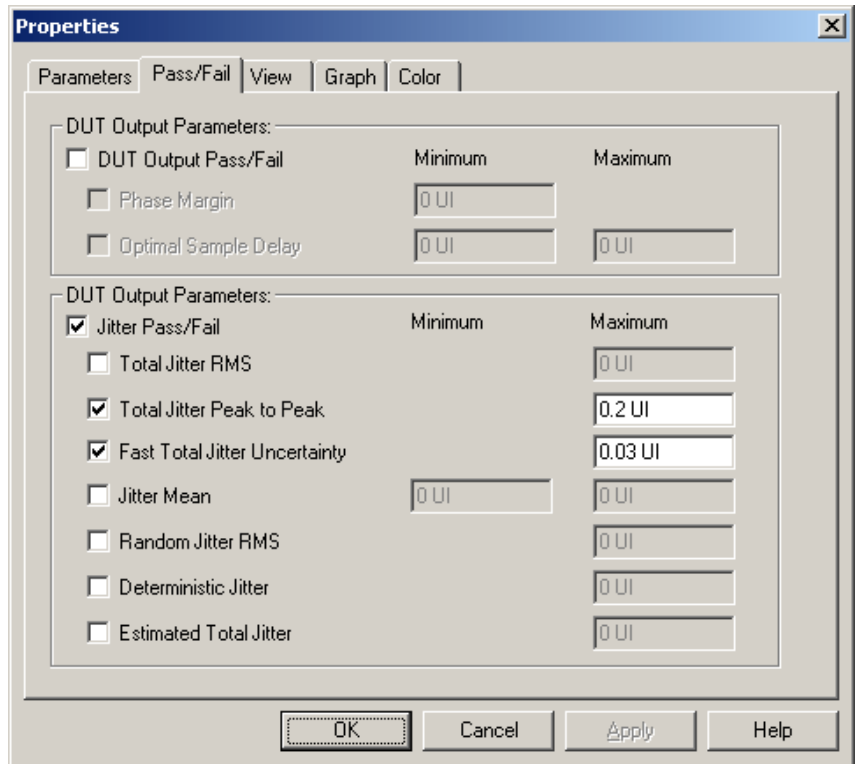 Properties
Parameters Pass/Fail View Graph Color
DUT Output Parameters:
DUT Output Pass/Fail Minimum Maximum
Phase Margin 0 UI
Optimal Sample Delay 0 UI 0 UI
DUT Output Parameters:
Jitter Pass/Fail Minimum Maximum
Total Jitter RMS 0 UI
Total Jitter Peak to Peak 0.2 UI
Fast Total Jitter Uncertainty 0.03 UI
Jitter Mean 0 UI 0 UI
Random Jitter RMS 0 UI
Deterministic Jitter 0 UI
Estimated Total Jitter 0 UI
OK Cancel Apply Help